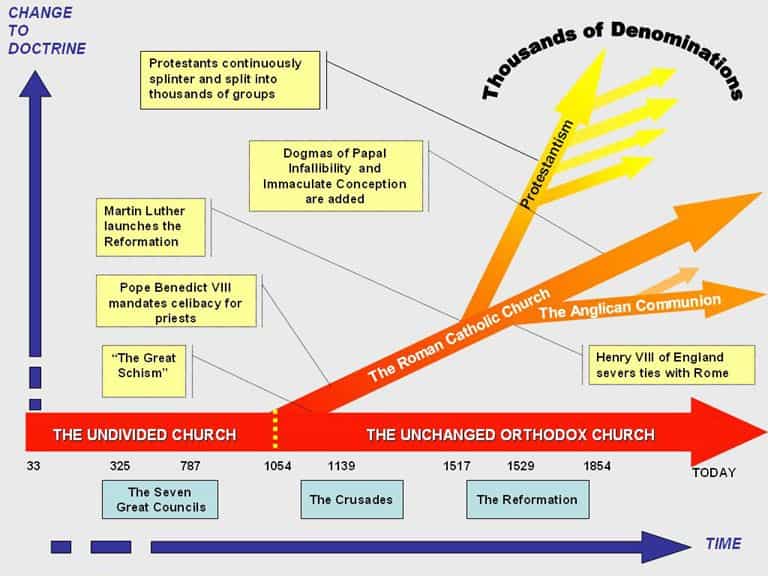 CHANGE
TO
DOCTRINE
Thousands of Denominations
Protestants continuously
splinter and split into
thousands of groups
Protestantism
Dogmas of Papal
Infallibility and
Immaculate Conception
are added
Martin Luther
launches the
Reformation
Pope Benedict VIII
mandates celibacy for
priests
The Roman Catholic Church
The Anglican Communion
"The Great
Schism"
Henry VIII of England
severs ties with Rome
THE UNDIVIDED CHURCH
THE UNCHANGED ORTHODOX CHURCH
33 325 787 1054 1139 1517 1529 1854 TODAY
The Seven
Great Councils
The Crusades
The Reformation
TIME